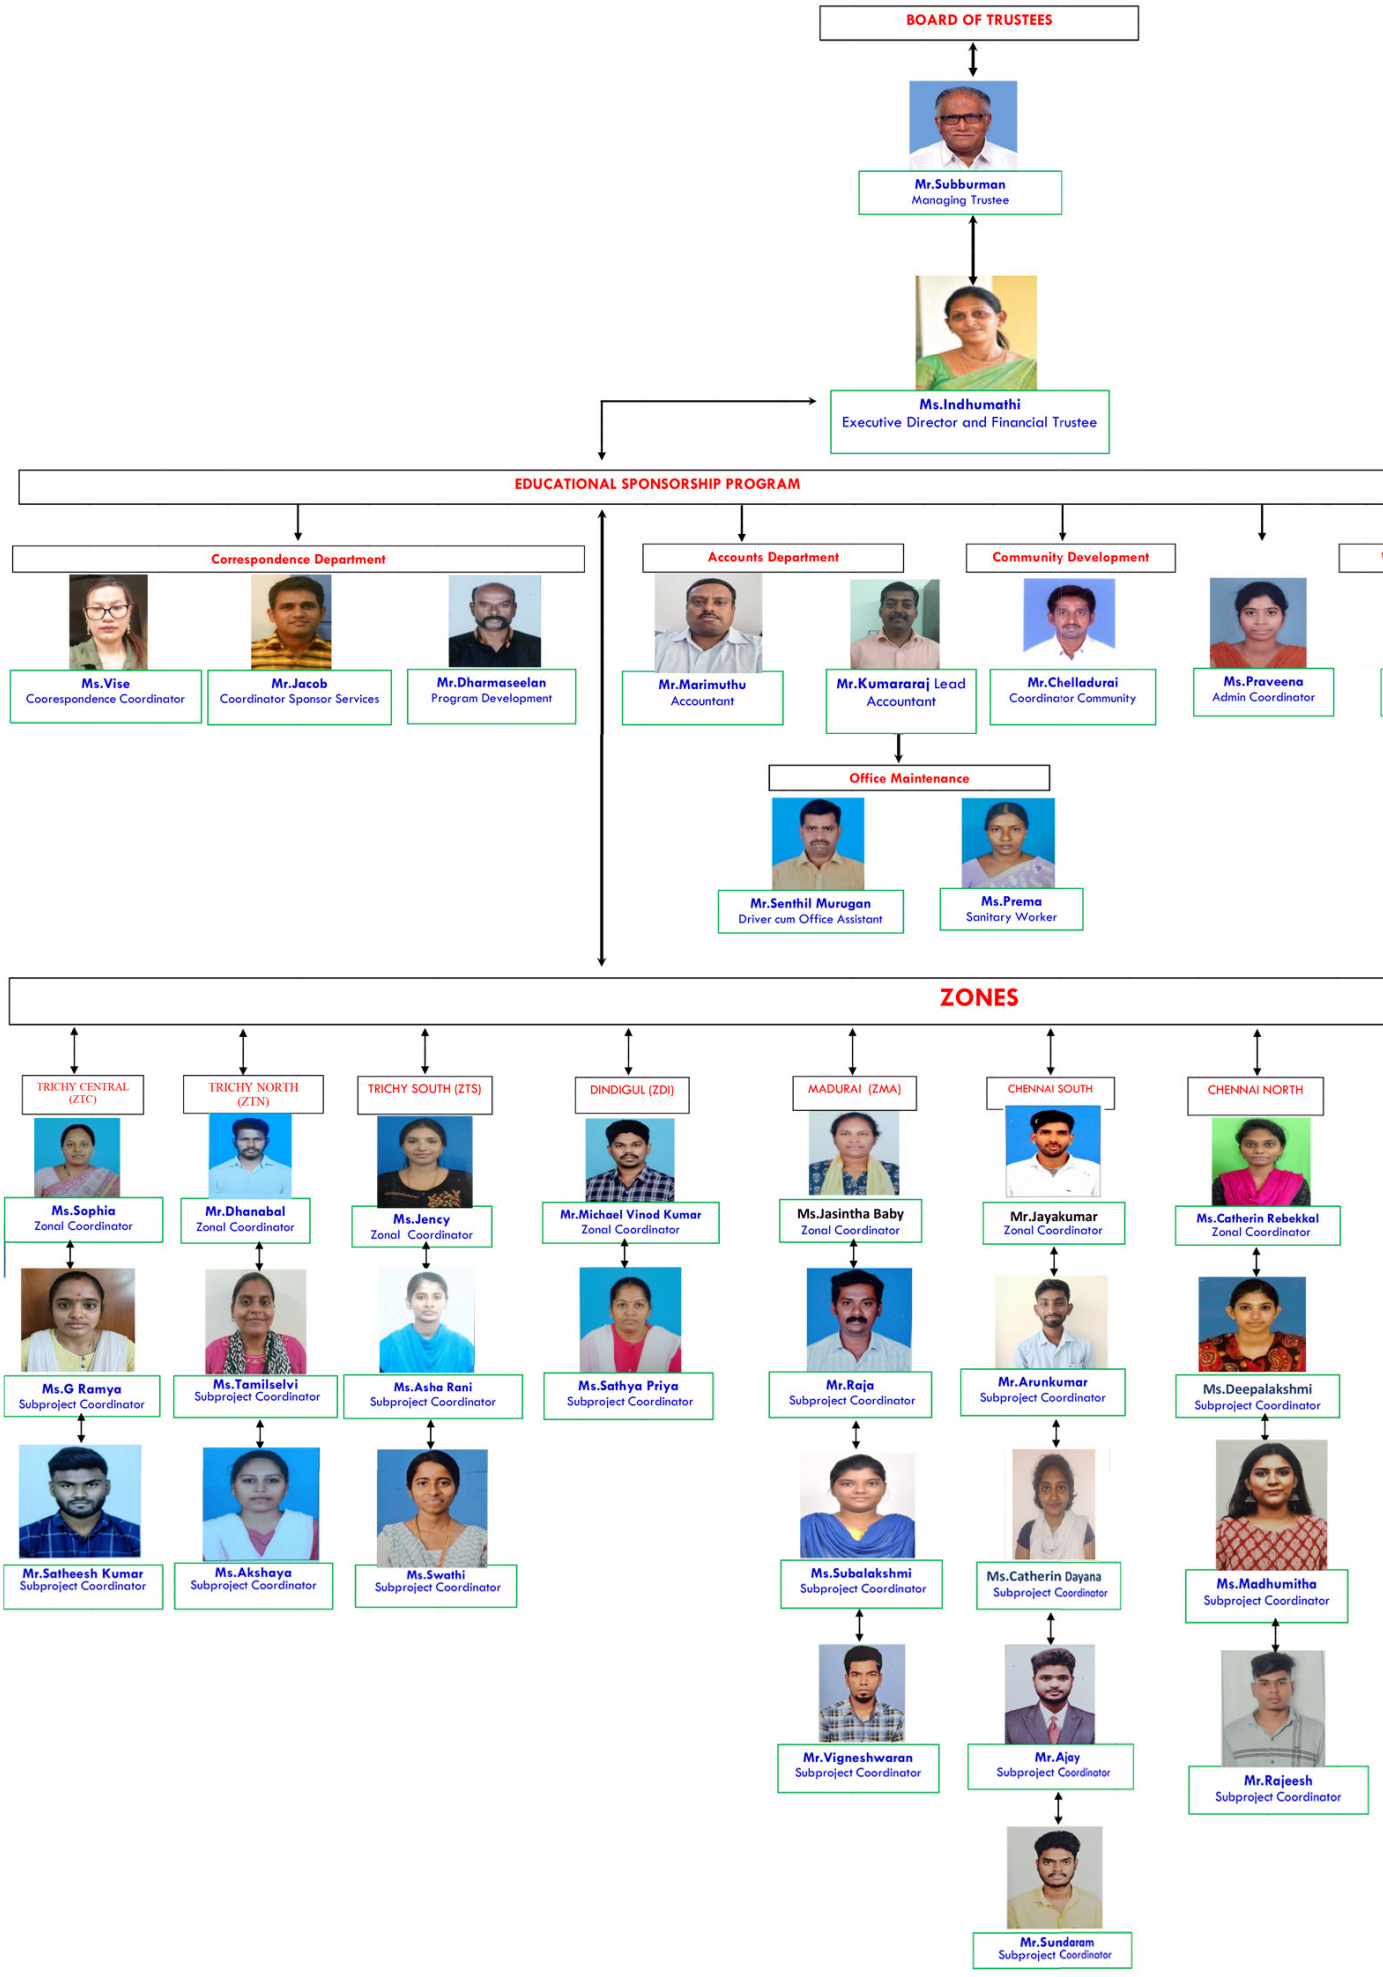 BOARD OF TRUSTEES
Mr.Subburman
Managing Trustee
Ms.Indhumathi
Executive Director and Financial Trustee
EDUCATIONAL SPONSORSHIP PROGRAM
Correspondence Department
Accounts Department
Community Development
Ms.Vise
Coorespondence Coordinator
Mr.Jacob
Coordinator Sponsor Services
Mr.Dharmaseelan
Program Development
Mr.Marimuthu
Accountant
Mr.Kumararaj Lead
Accountant
Mr.Chelladurai
Coordinator Community
Ms.Praveena
Admin Coordinator
Office Maintenance
Mr.Senthil Murugan
Driver cum Office Assistant
Ms.Prema
Sanitary Worker
ZONES
TRICHY CENTRAL
(ZTC)
TRICHY NORTH
(ZTN)
TRICHY SOUTH (ZTS)
DINDIGUL (ZDI)
MADURAI (ZMA)
CHENNAI SOUTH
CHENNAI NORTH
Ms.Sophia
Zonal Coordinator
Mr.Dhanabal
Zonal Coordinator
Ms.Jency
Zonal Coordinator
Mr.Michael Vinod Kumar
Zonal Coordinator
Ms.Jasintha Baby
Zonal Coordinator
Mr.Jayakumar
Zonal Coordinator
Ms.Catherin Rebekkal
Zonal Coordinator
Ms.G Ramya
Subproject Coordinator
Ms.Tamilselvi
Subproject Coordinator
Ms.Asha Rani
Subproject Coordinator
Ms.Sathya Priya
Subproject Coordinator
Mr.Raja
Subproject Coordinator
Mr.Arunkumar
Subproject Coordinator
Ms.Deepalakshmi
Subproject Coordinator
Mr.Satheesh Kumar
Subproject Coordinator
Ms.Akshaya
Subproject Coordinator
Ms.Swathi
Subproject Coordinator
Ms.Subalakshmi
Subproject Coordinator
Ms.Catherin Dayana
Subproject Coordinator
Ms.Madhumitha
Subproject Coordinator
Mr.Vigneshwaran
Subproject Coordinator
Mr.Ajay
Subproject Coordinator
Mr.Rajeesh
Subproject Coordinator
Mr.Sundaram
Subproject Coordinator